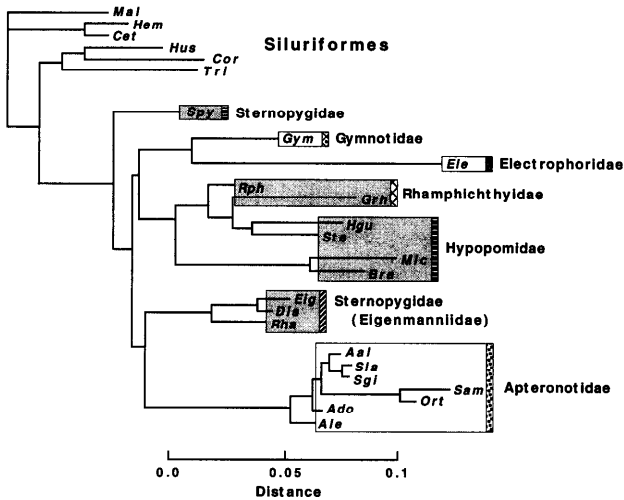 Mal
Hem
Cet
Hus
Siluriformes
Cor
Tri
Spy Sternopygidae
Gym Gymnotidae
Ele Electrophoridae
Rph
Rhamphichthyidae
Grh
Hgu
Ste
Hypopomidae
Mic
Bra
Eig Sternopygidae
Dis
(Eigenmanniidae)
Rha
Aal
Sla
Sgi
Sam Apteronotidae
Ort
Ado
Ale
0.0 0.05 0.1
Distance